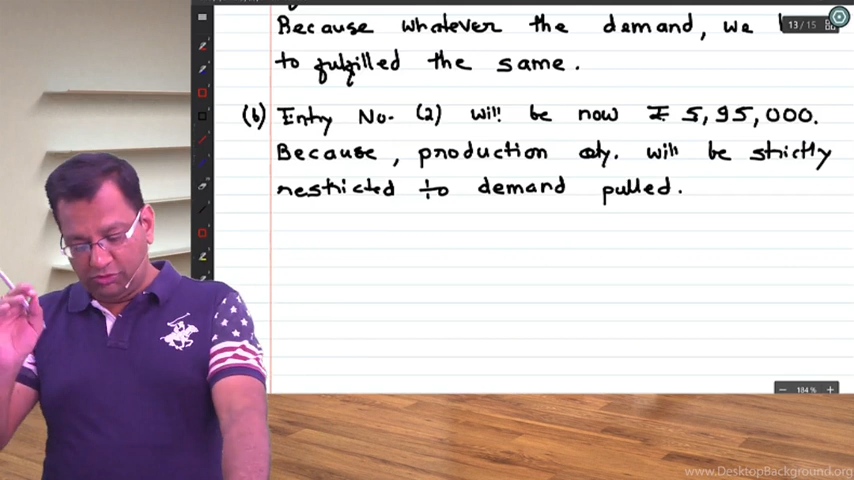 Because whatever the demand, we
13 / 15
to fulfilled the same.
(b) Entry No. (2) will be now ₹ 5,95,000.
Because, production qty. will be strictly
restricted to demand pulled.
184 %
www.DesktopBackground.org